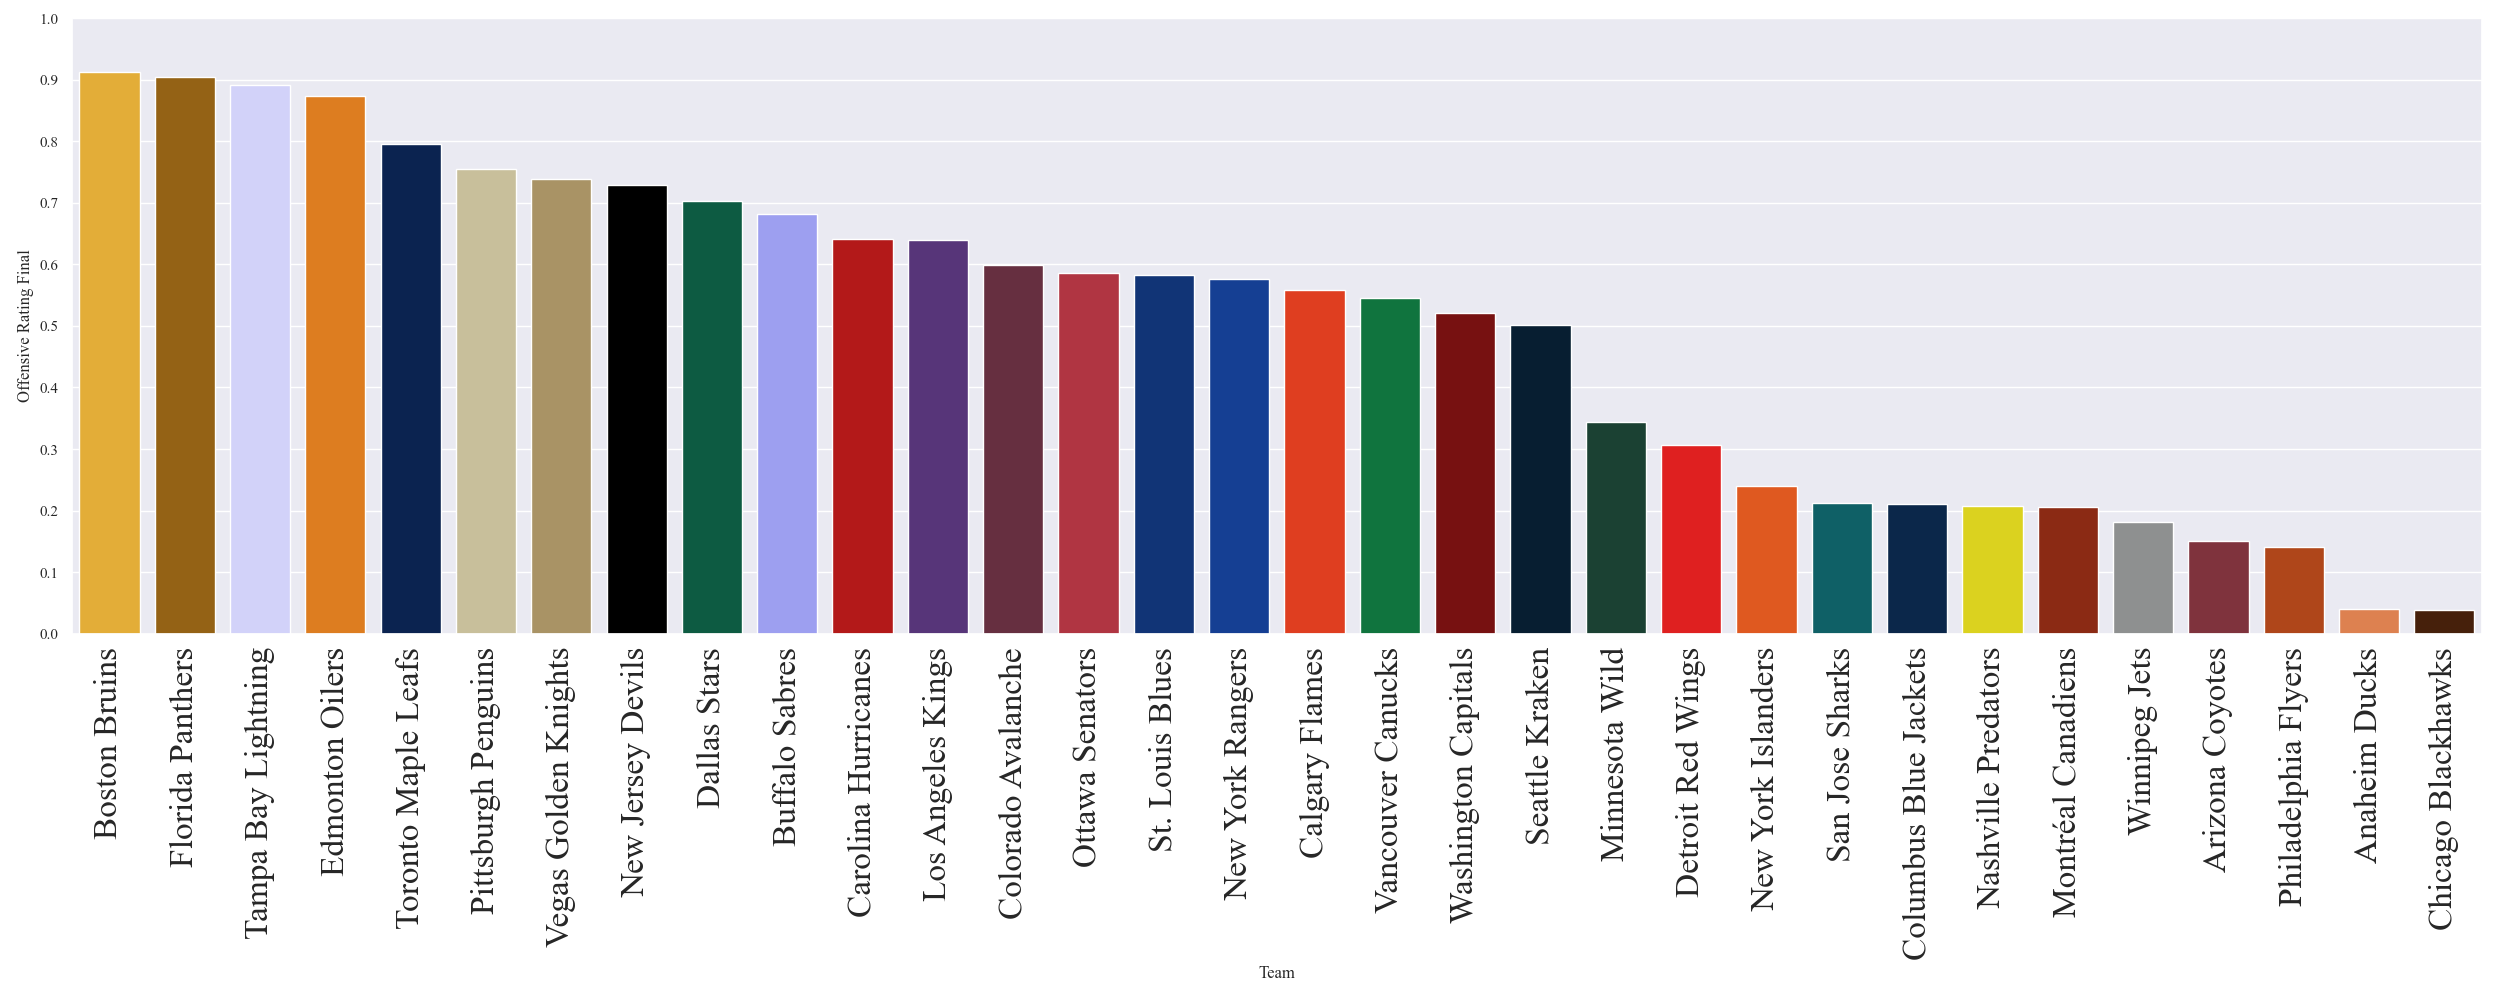 1.0
0.9
0.8
0.7
0.6
0.5
0.4
0.3
0.2
0.1
0.0
Offensive Rating Final
Boston Bruins
Florida Panthers
Tampa Bay Lightning
Edmonton Oilers
Toronto Maple Leafs
Pittsburgh Penguins
Vegas Golden Knights
New Jersey Devils
Dallas Stars
Buffalo Sabres
Carolina Hurricanes
Los Angeles Kings
Colorado Avalanche
Ottawa Senators
St. Louis Blues
New York Rangers
Calgary Flames
Vancouver Canucks
Washington Capitals
Seattle Kraken
Minnesota Wild
Detroit Red Wings
New York Islanders
San Jose Sharks
Columbus Blue Jackets
Nashville Predators
Montréal Canadiens
Winnipeg Jets
Arizona Coyotes
Philadelphia Flyers
Anaheim Ducks
Chicago Blackhawks
Team